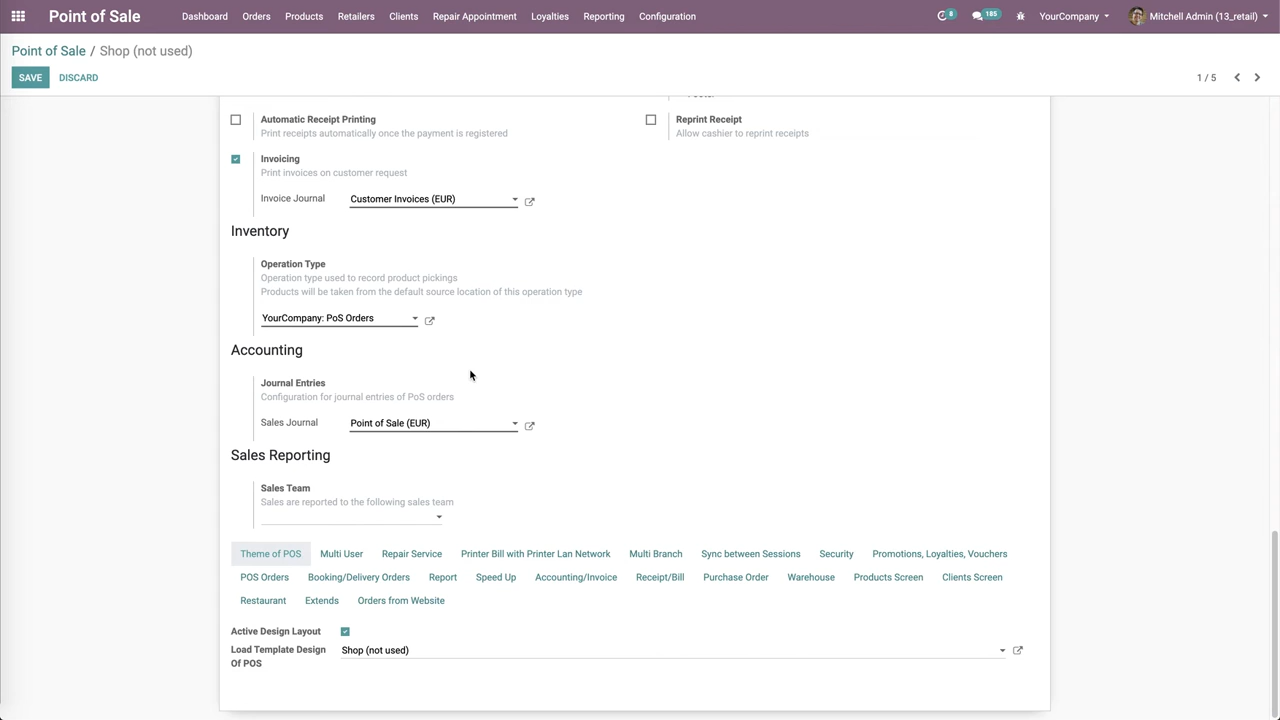 Point of Sale Dashboard Orders Products Retailers Clients Repair Appointment Loyalties Reporting Configuration 8 185 YourCompany Mitchell Admin (13_retail)
Point of Sale / Shop (not used)
SAVE DISCARD 1 / 5
Automatic Receipt Printing Reprint Receipt
Print receipts automatically once the payment is registered Allow cashier to reprint receipts
Invoicing
Print invoices on customer request
Invoice Journal Customer Invoices (EUR)
Inventory
Operation Type
Operation type used to record product pickings
Products will be taken from the default source location of this operation type
YourCompany: PoS Orders
Accounting
Journal Entries
Configuration for journal entries of PoS orders
Sales Journal Point of Sale (EUR)
Sales Reporting
Sales Team
Sales are reported to the following sales team
Theme of POS Multi User Repair Service Printer Bill with Printer Lan Network Multi Branch Sync between Sessions Security Promotions, Loyalties, Vouchers
POS Orders Booking/Delivery Orders Report Speed Up Accounting/Invoice Receipt/Bill Purchase Order Warehouse Products Screen Clients Screen
Restaurant Extends Orders from Website
Active Design Layout
Load Template Design Shop (not used)
Of POS